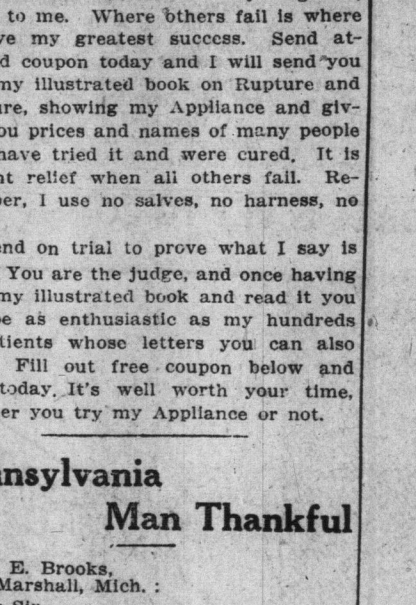 to me. Where others fail is where
ve my greatest success. Send at-
d coupon today and I will send you
my illustrated book on Rupture and
ure, showing my Appliance and giv-
ou prices and names of many people
have tried it and were cured. It is
nt relief when all others fail. Re-
er, I use no salves, no harness, no
end on trial to prove what I say is
You are the judge, and once having
my illustrated book and read it you
be as enthusiastic as my hundreds
tients whose letters you can also
Fill out free coupon below and
today. It's well worth your time,
er you try my Appliance or not.
nsylvania
Man Thankful
E. Brooks,
Marshall, Mich. :